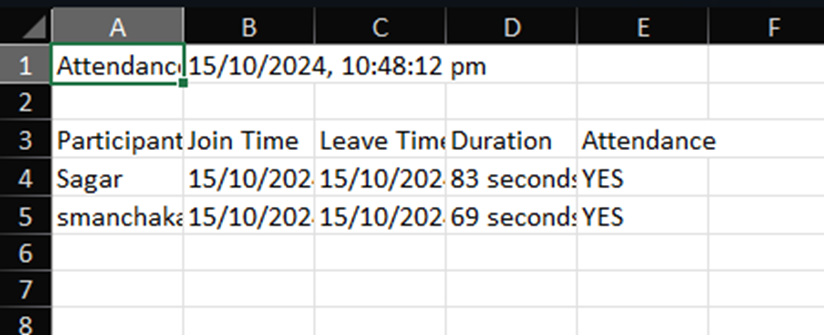 A B C D E F
1 Attendanc 15/10/2024, 10:48:12 pm
2
3 Participant Join Time Leave Time Duration Attendance
4 Sagar 15/10/202 15/10/202 83 seconds YES
5 smanchaka 15/10/202 15/10/202 69 seconds YES
6
7
8